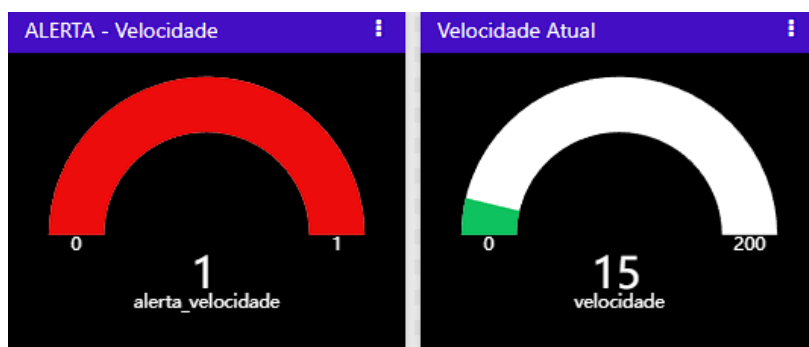 ALERTA - Velocidade
0
1
1
alerta_velocidade
Velocidade Atual
0
200
15
velocidade